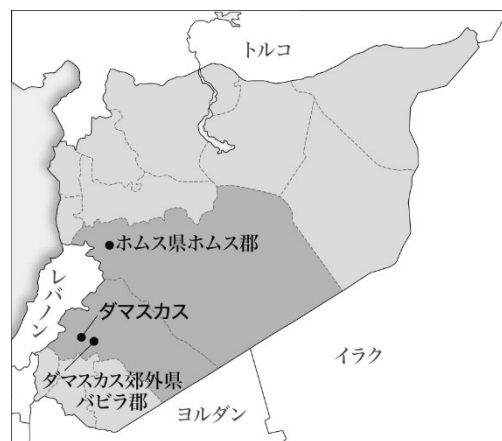 トルコ
ホムス県ホムス郡
レバノン
ダマスカス
イラク
ダマスカス郊外県
バビラ郡
ヨルダン